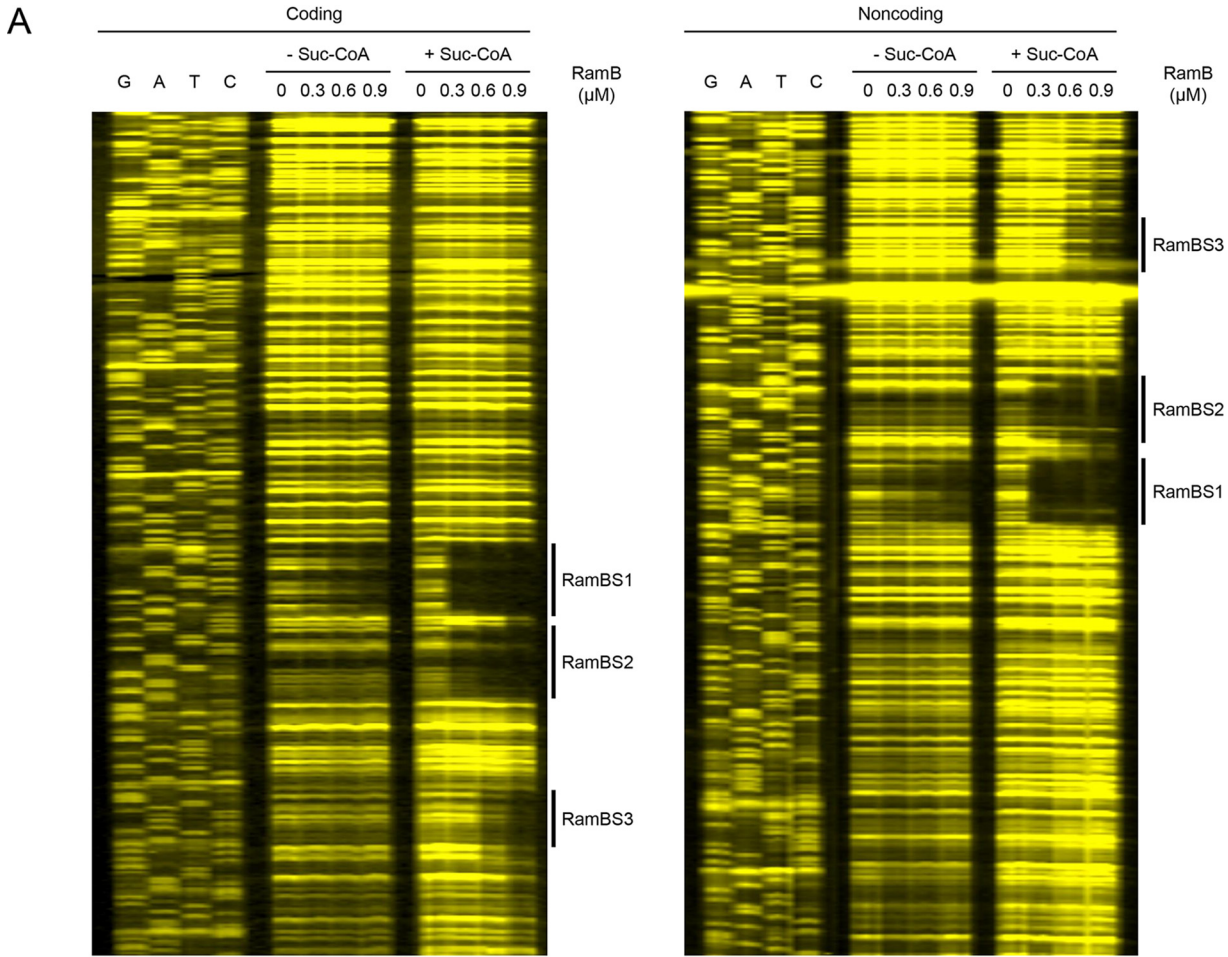 A
Coding
Noncoding
- Suc-CoA
+ Suc-CoA
- Suc-CoA
+ Suc-CoA
G A T C
0 0.3 0.6 0.9
0 0.3 0.6 0.9
RamB
(μM)
G A T C
0 0.3 0.6 0.9
0 0.3 0.6 0.9
RamB
(μM)
RamBS1
RamBS2
RamBS3
RamBS3
RamBS2
RamBS1